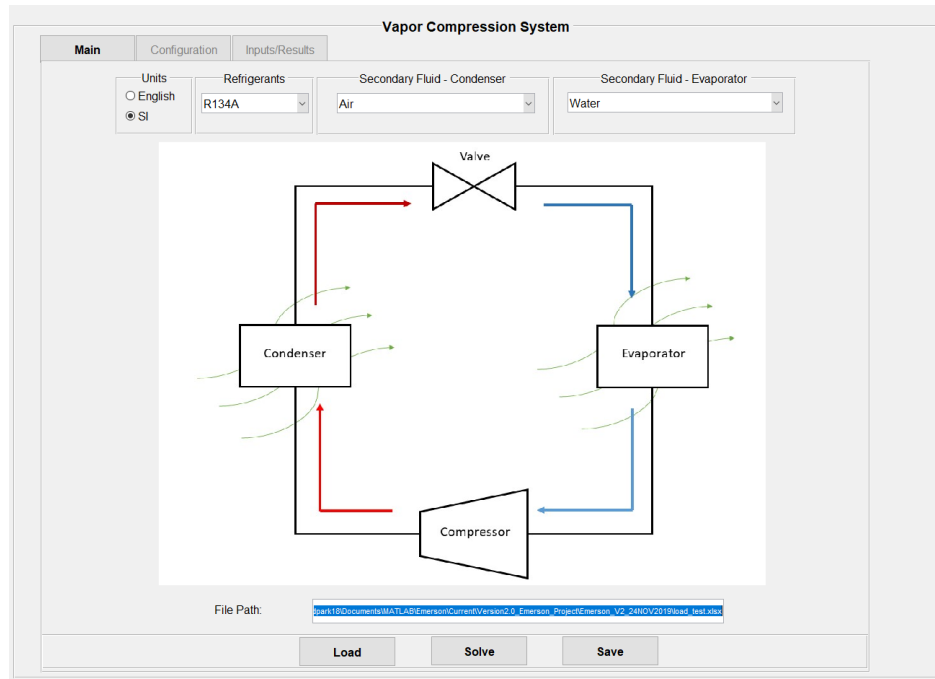 Vapor Compression System
Main Configuration Inputs/Results
Units Refrigerants Secondary Fluid - Condenser Secondary Fluid - Evaporator
English
R134A Air Water
SI
Valve
Condenser Evaporator
Compressor
File Path: dpark18\Documents\MATLAB\Emerson\Current\Version2.0_Emerson_Project\Emerson_V2_24NOV2019\load_test.xlsx
Load Solve Save